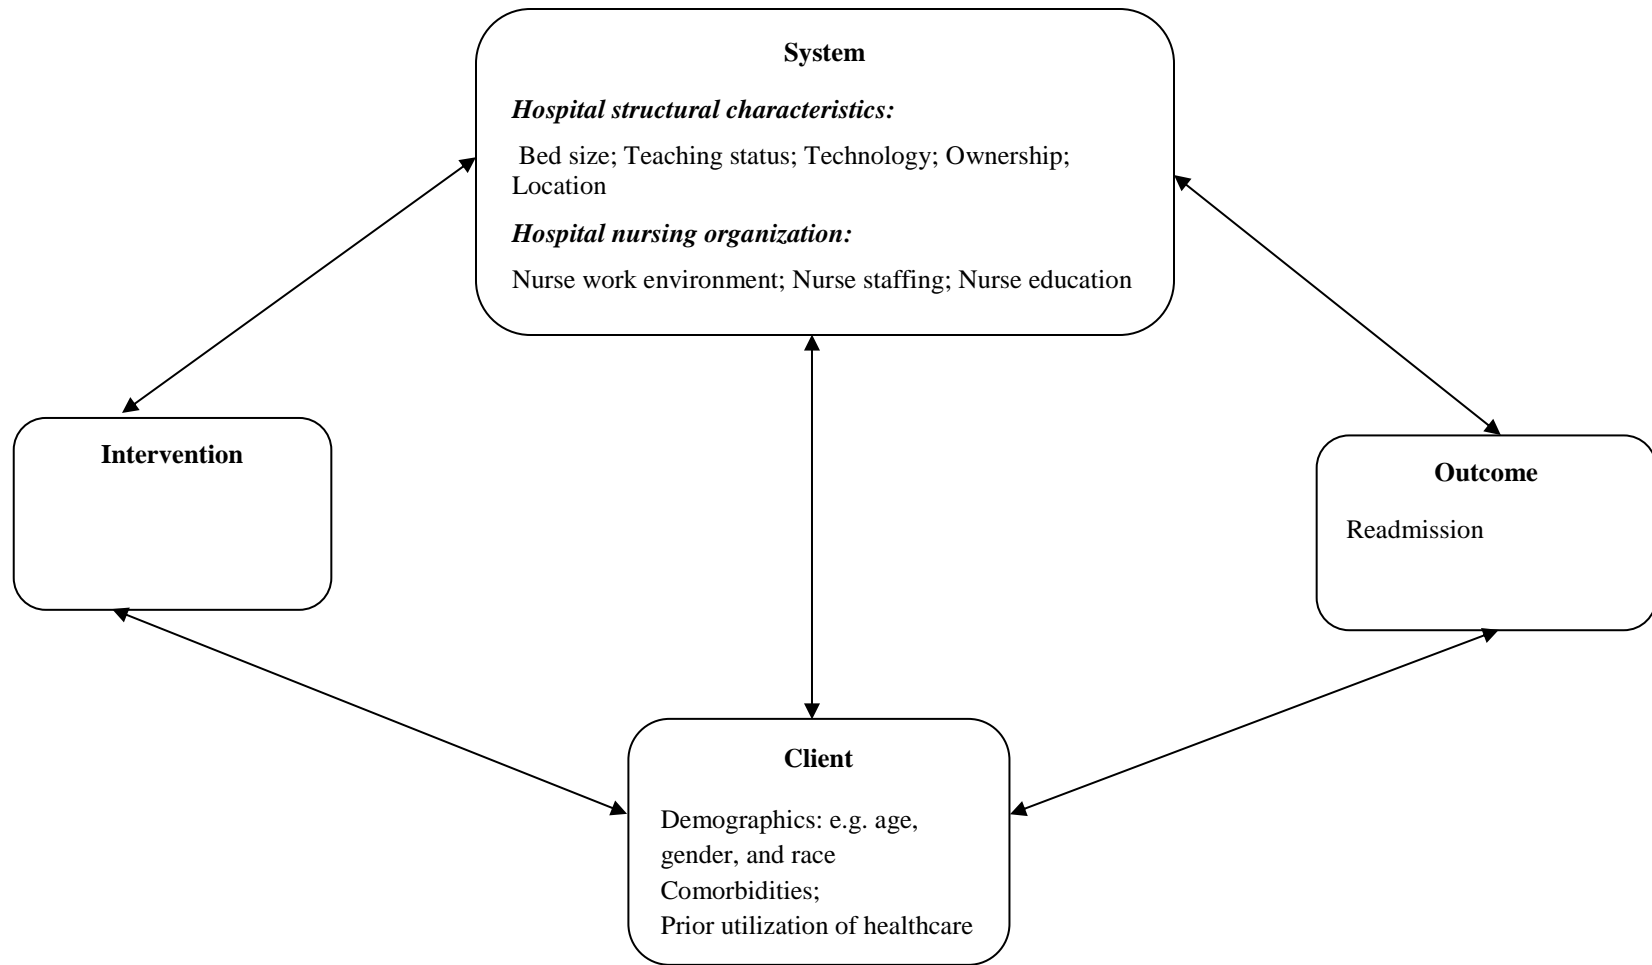 System
Hospital structural characteristics:
Bed size; Teaching status; Technology; Ownership;
Location
Hospital nursing organization:
Nurse work environment; Nurse staffing; Nurse education
Intervention
Outcome
Readmission
Client
Demographics: e.g. age,
gender, and race
Comorbidities;
Prior utilization of healthcare